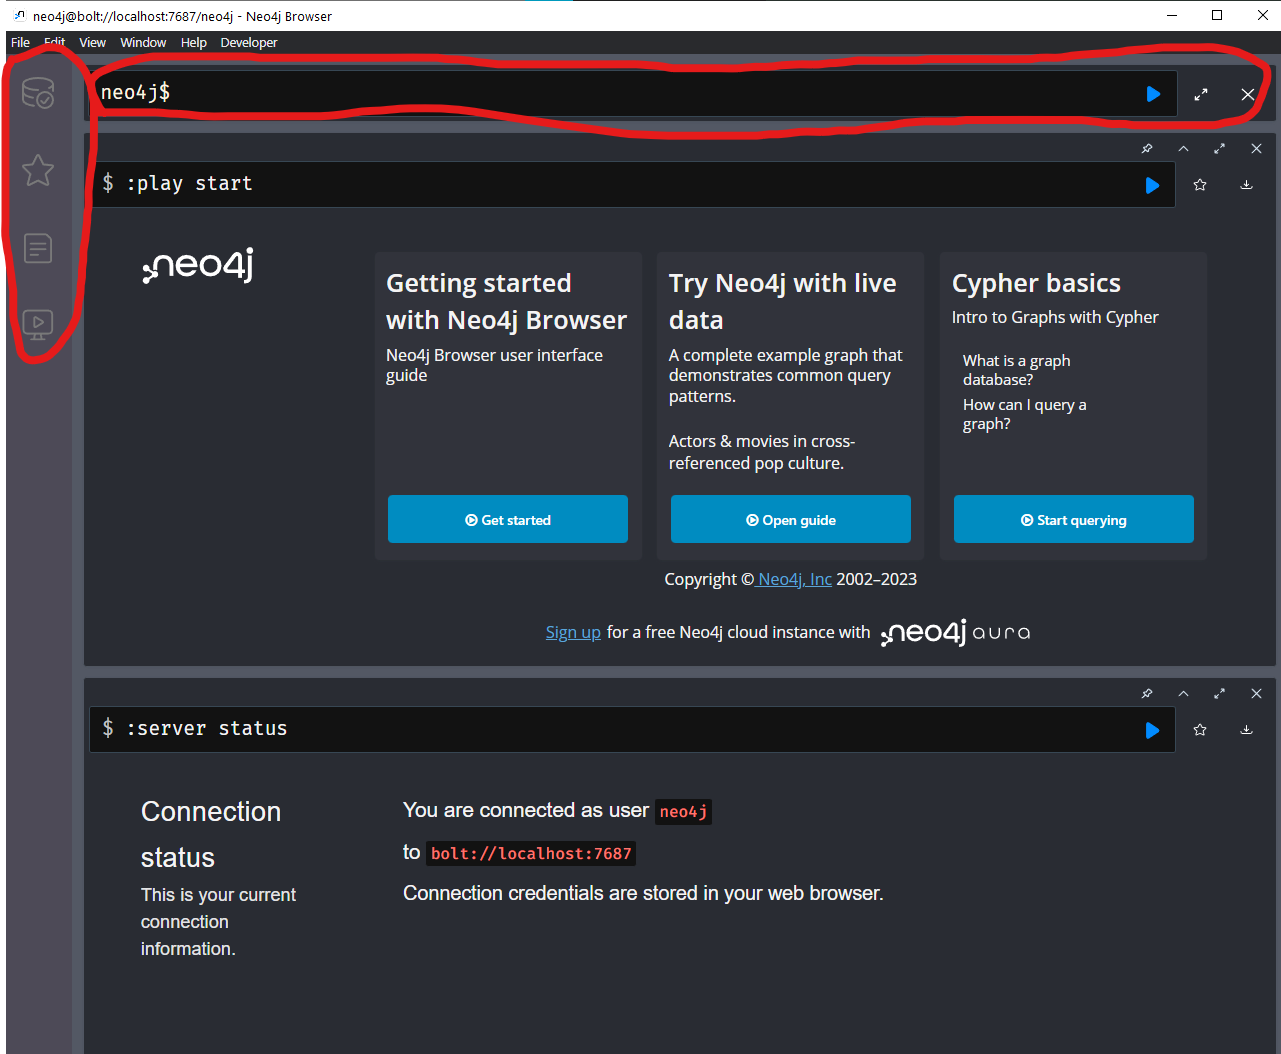 neo4j@bolt://localhost:7687/neo4j - Neo4j Browser
File Edit View Window Help Developer
neo4j$
$ :play start
neo4j
Getting started
with Neo4j Browser
Neo4j Browser user interface
guide
Get started
Try Neo4j with live
data
A complete example graph that
demonstrates common query
patterns.
Actors & movies in cross-
referenced pop culture.
Open guide
Cypher basics
Intro to Graphs with Cypher
What is a graph
database?
How can I query a
graph?
Start querying
Copyright © Neo4j, Inc 2002–2023
Sign up for a free Neo4j cloud instance with neo4j aura
$ :server status
Connection
status
This is your current
connection
information.
You are connected as user neo4j
to bolt://localhost:7687
Connection credentials are stored in your web browser.